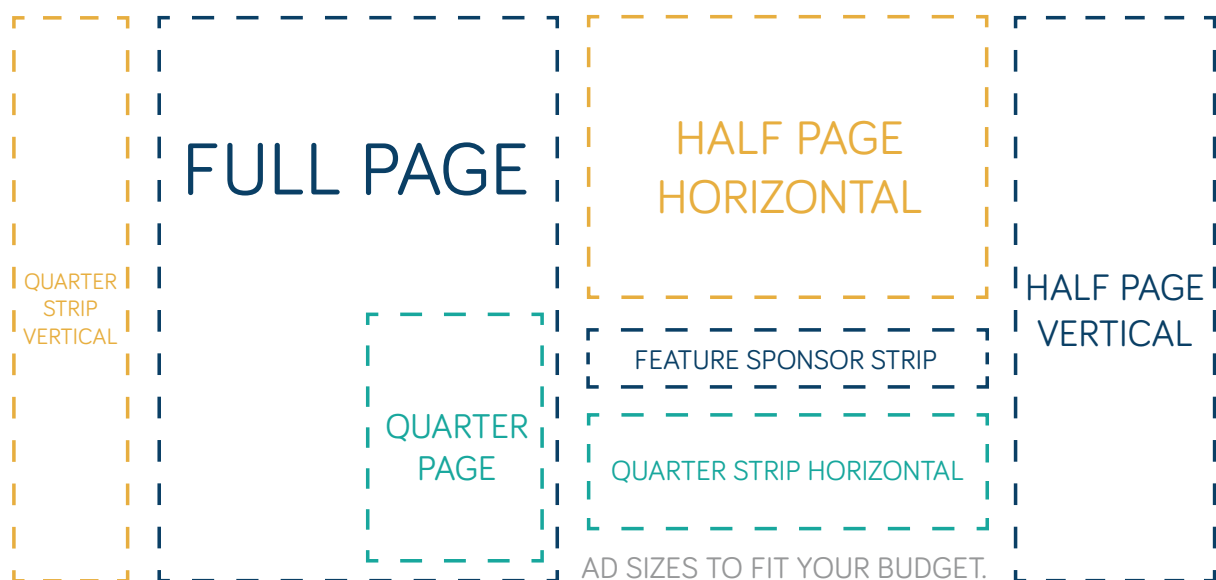 QUARTER
STRIP
VERTICAL
FULL PAGE
QUARTER
PAGE
HALF PAGE
HORIZONTAL
FEATURE SPONSOR STRIP
QUARTER STRIP HORIZONTAL
AD SIZES TO FIT YOUR BUDGET.
HALF PAGE
VERTICAL